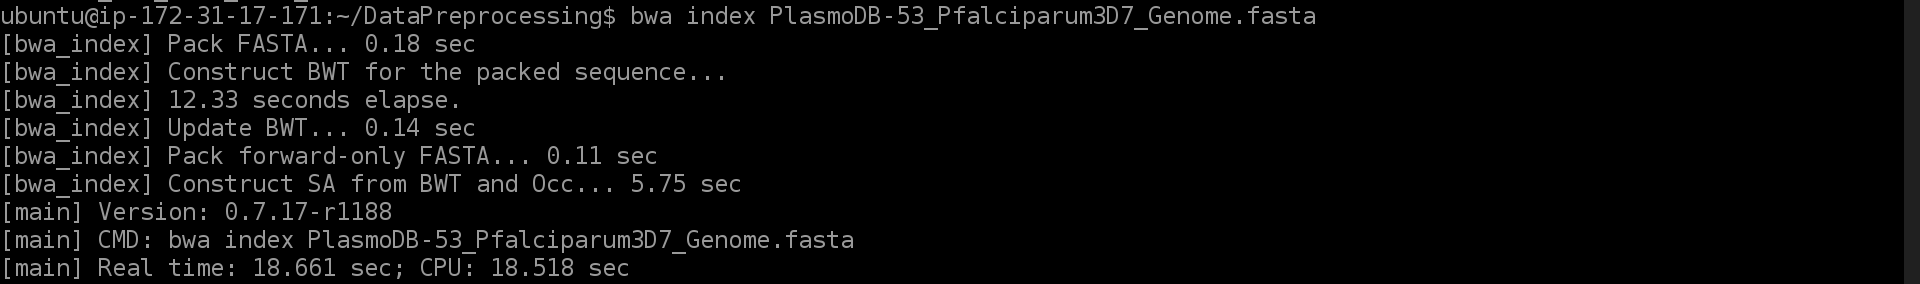 ubuntu@ip-172-31-17-171:~/DataPreprocessing$ bwa index PlasmoDB-53_Pfalciparum3D7_Genome.fasta
[bwa_index] Pack FASTA... 0.18 sec
[bwa_index] Construct BWT for the packed sequence...
[bwa_index] 12.33 seconds elapse.
[bwa_index] Update BWT... 0.14 sec
[bwa_index] Pack forward-only FASTA... 0.11 sec
[bwa_index] Construct SA from BWT and Occ... 5.75 sec
[main] Version: 0.7.17-r1188
[main] CMD: bwa index PlasmoDB-53_Pfalciparum3D7_Genome.fasta
[main] Real time: 18.661 sec; CPU: 18.518 sec